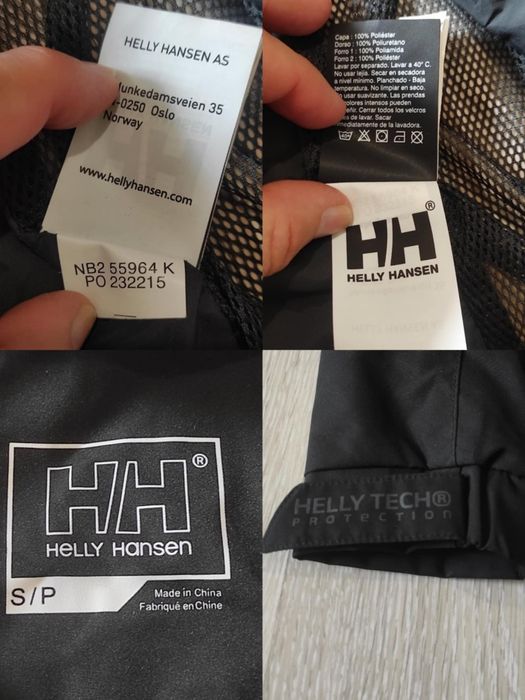 HELLY HANSEN AS
Munkedamsveien 35
-0250 Oslo
Norway
www.hellyhansen.com
NB2 55964 K
PO 232215
Capa : 100% Poliéster
Dorso : 100% Poliuretano
Forro 1 : 100% Poliamida
Forro 2 : 100% Poliéster
Lavar por separado. Lavar a 40° C.
No usar lejía. Secar en secadora
a nivel mínimo. Planchado - Baja
temperatura. No limpiar en seco.
No usar suavizante. Las prendas
colores intensos pueden
Cerrar todos los velcros
de lavar. Sacar
inmediatamente de la lavadora.
HH®
HELLY HANSEN
HH®
HELLY HANSEN
S/P
Made in China
Fabriqué en Chine
HELLY TECH®
PROTECTION